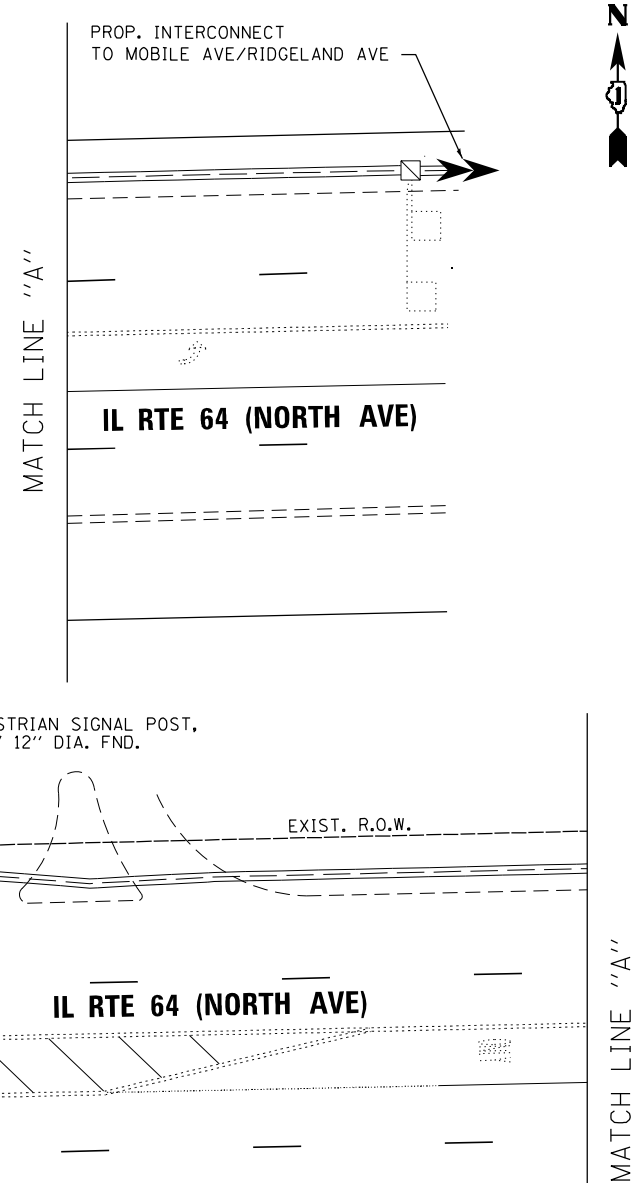 PROP. INTERCONNECT
TO MOBILE AVE/RIDGELAND AVE
N
MATCH LINE "A"
IL RTE 64 (NORTH AVE)
STRIAN SIGNAL POST,
12" DIA. FND.
EXIST. R.O.W.
IL RTE 64 (NORTH AVE)
MATCH LINE "A"